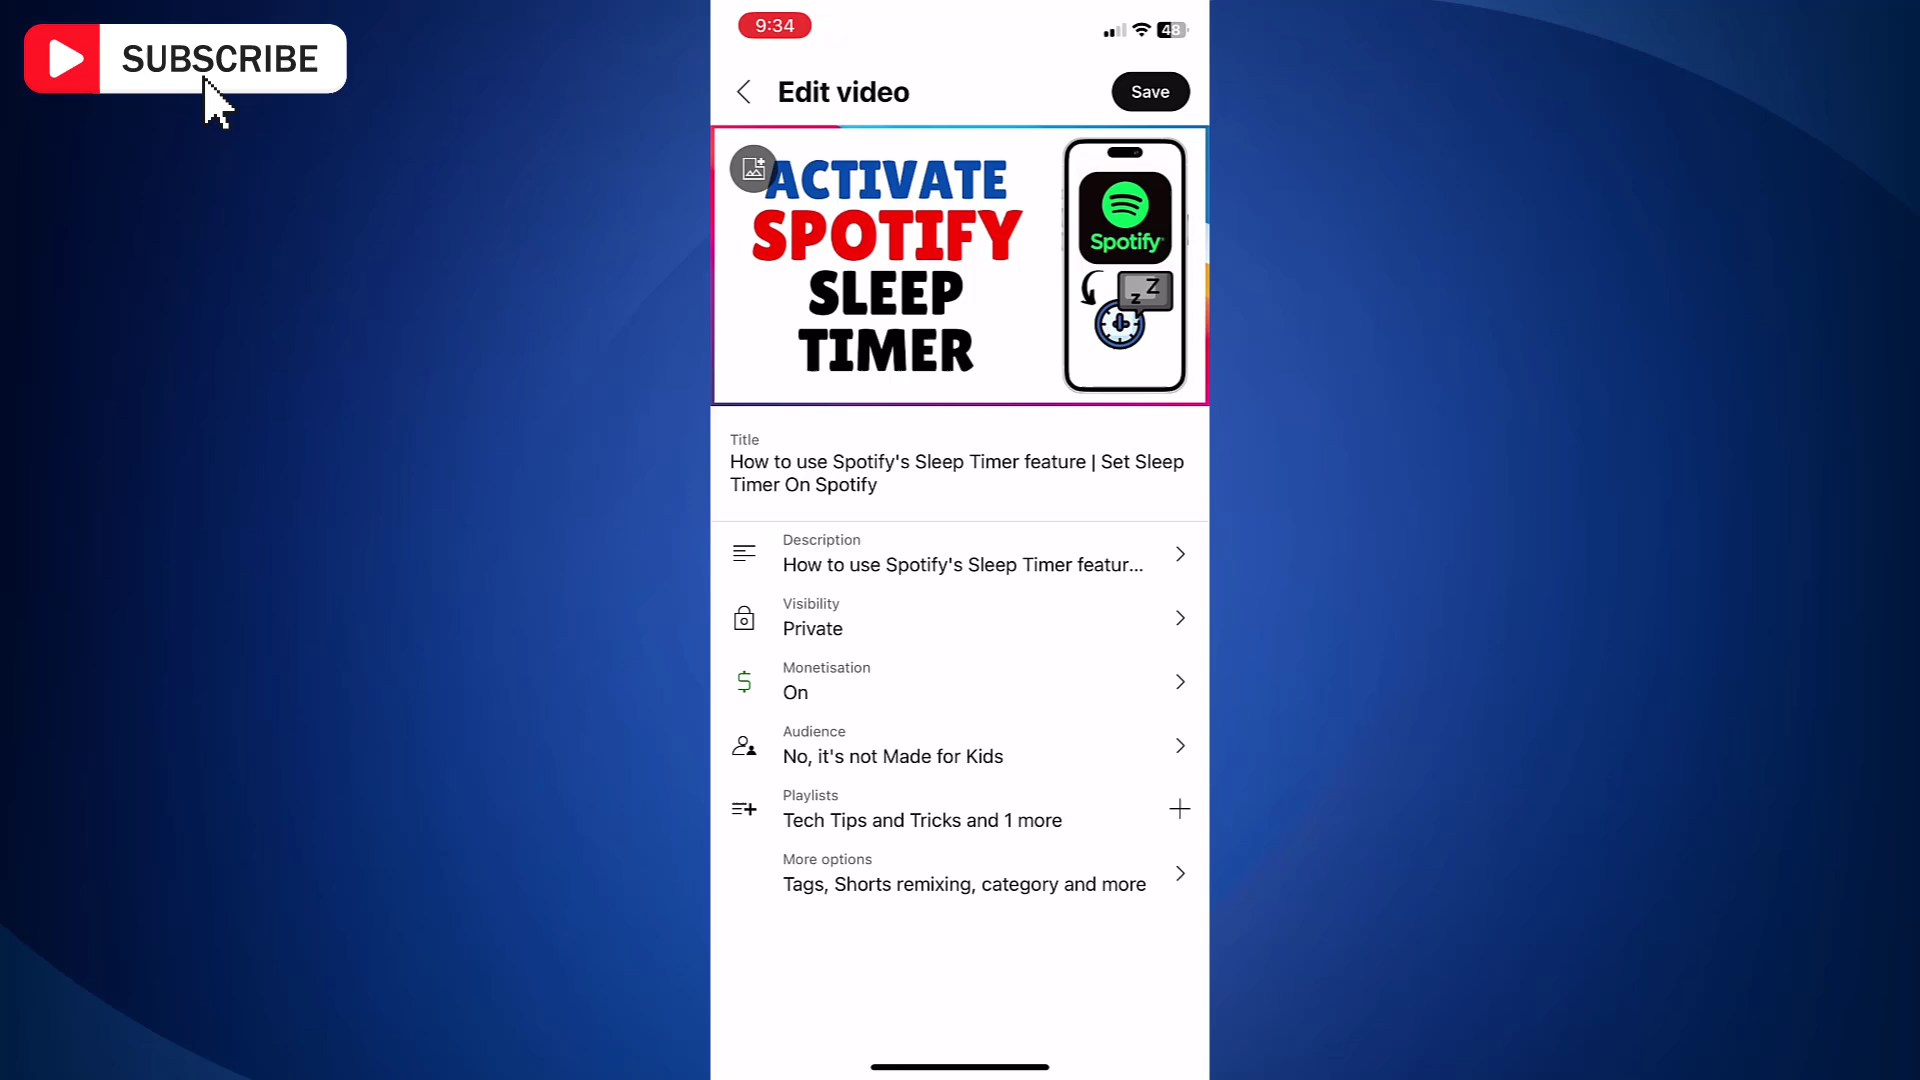 SUBSCRIBE
9:34
48
Edit video
Save
ACTIVATE
SPOTIFY
SLEEP
TIMER
Spotify
z Z
Title
How to use Spotify's Sleep Timer feature | Set Sleep
Timer On Spotify
Description
How to use Spotify's Sleep Timer featur...
Visibility
Private
Monetisation
On
Audience
No, it's not Made for Kids
Playlists
Tech Tips and Tricks and 1 more
More options
Tags, Shorts remixing, category and more